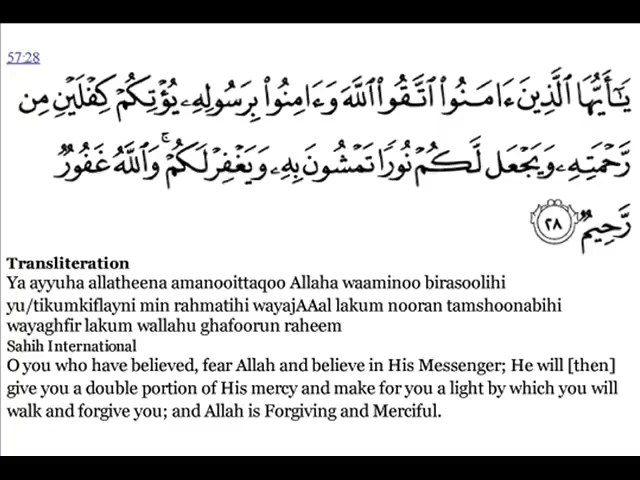 57:28
يَٰٓأَيُّهَا ٱلَّذِينَ ءَامَنُوا۟ ٱتَّقُوا۟ ٱللَّهَ وَءَامِنُوا۟ بِرَسُولِهِۦ يُؤْتِكُمْ كِفْلَيْنِ مِن
رَّحْمَتِهِۦ وَيَجْعَل لَّكُمْ نُورًا تَمْشُونَ بِهِۦ وَيَغْفِرْ لَكُمْ ۚ وَٱللَّهُ غَفُورٌ
رَّحِيمٌ ٢٨
Transliteration
Ya ayyuha allatheena amanooittaqoo Allaha waaminoo birasoolihi
yu/tikumkiflayni min rahmatihi wayajAAal lakum nooran tamshoonabihi
wayaghfir lakum wallahu ghafoorun raheem
Sahih International
O you who have believed, fear Allah and believe in His Messenger; He will [then]
give you a double portion of His mercy and make for you a light by which you will
walk and forgive you; and Allah is Forgiving and Merciful.